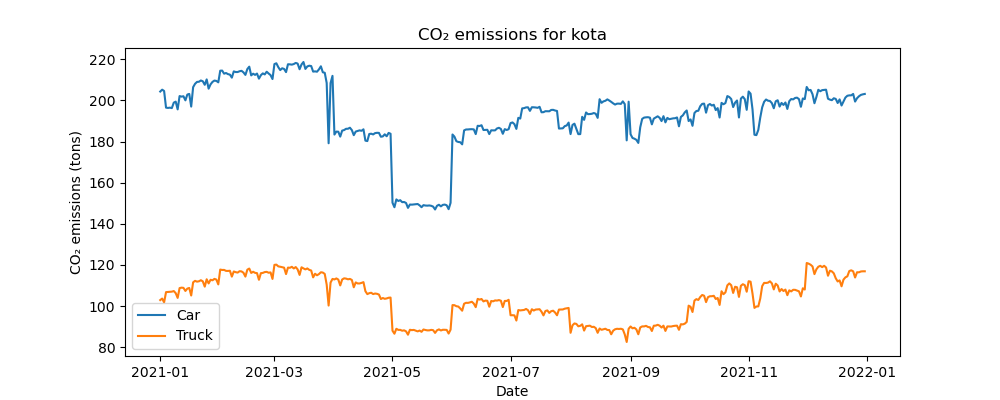 CO₂ emissions for kota
CO₂ emissions (tons)
220
200
180
160
140
120
100
80
Car
Truck
2021-01 2021-03 2021-05 2021-07 2021-09 2021-11 2022-01
Date